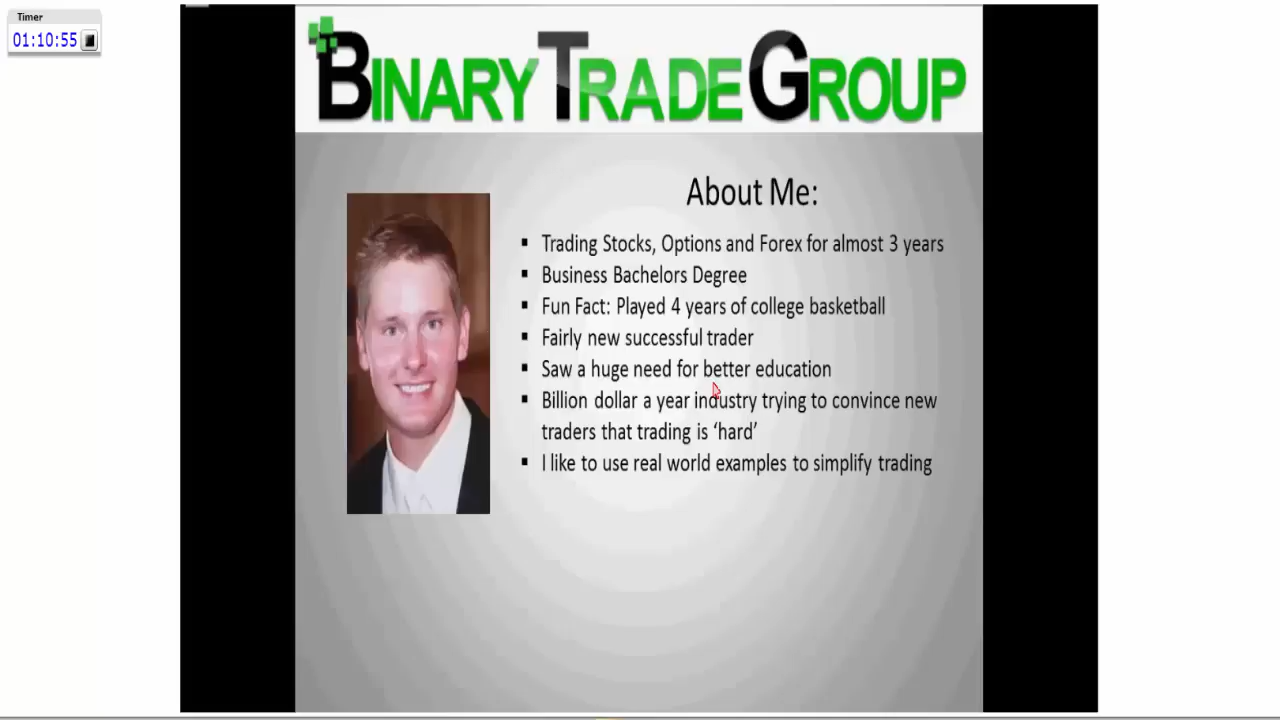 Timer
01:10:55
BINARYTRADEGROUP
About Me:
Trading Stocks, Options and Forex for almost 3 years
Business Bachelors Degree
Fun Fact: Played 4 years of college basketball
Fairly new successful trader
Saw a huge need for better education
Billion dollar a year industry trying to convince new
traders that trading is ‘hard’
I like to use real world examples to simplify trading